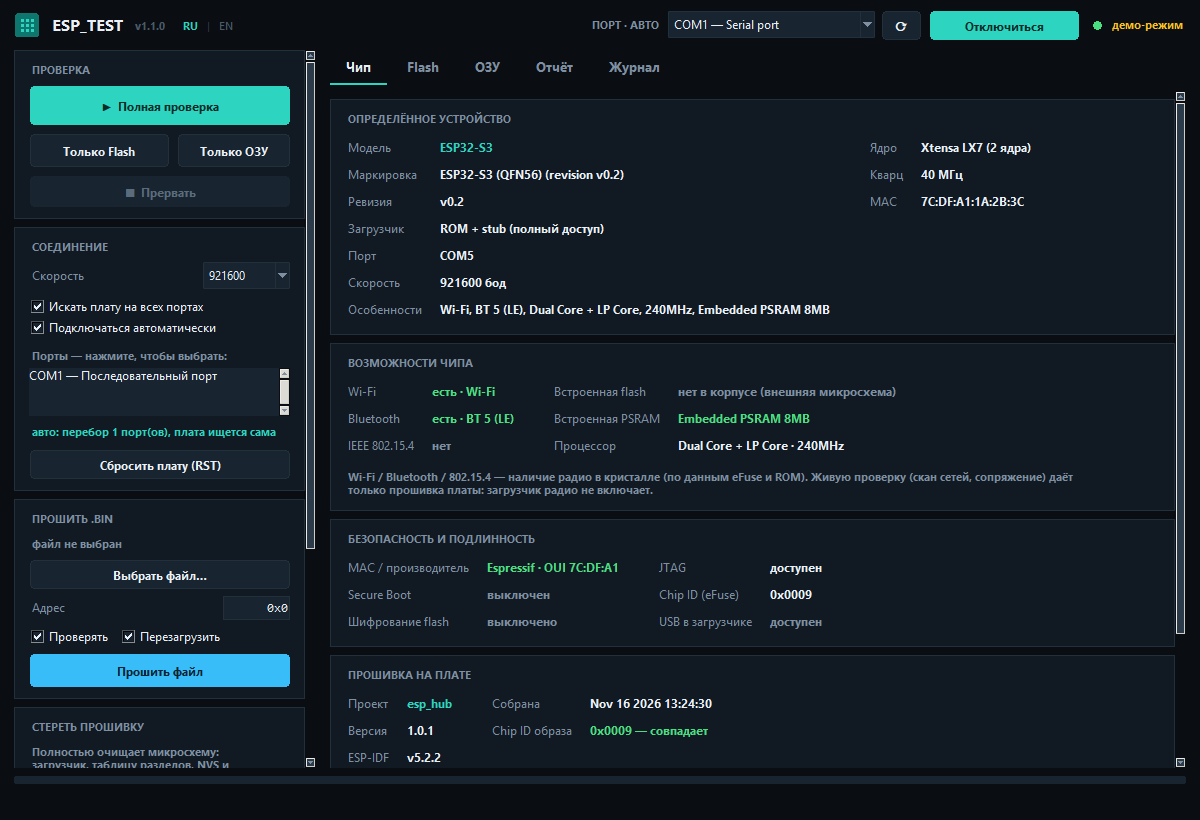 ESP_TEST v1.1.0 RU | EN
ПОРТ · АВТО COM1 — Serial port ⟳ Отключиться ● демо-режим
ПРОВЕРКА
► Полная проверка
Только Flash Только ОЗУ
■ Прервать
СОЕДИНЕНИЕ
Скорость 921600
Искать плату на всех портах
Подключаться автоматически
Порты — нажмите, чтобы выбрать:
COM1 — Последовательный порт
авто: перебор 1 порт(ов), плата ищется сама
Сбросить плату (RST)
ПРОШИТЬ .BIN
файл не выбран
Выбрать файл...
Адрес 0x0
Проверять Перезагрузить
Прошить файл
СТЕРЕТЬ ПРОШИВКУ
Полностью очищает микросхему:
загрузчик, таблицу разделов, NVS и
Чип Flash ОЗУ Отчёт Журнал
ОПРЕДЕЛЁННОЕ УСТРОЙСТВО
Модель ESP32-S3 Ядро Xtensa LX7 (2 ядра)
Маркировка ESP32-S3 (QFN56) (revision v0.2) Кварц 40 МГц
Ревизия v0.2 MAC 7C:DF:A1:1A:2B:3C
Загрузчик ROM + stub (полный доступ)
Порт COM5
Скорость 921600 бод
Особенности Wi-Fi, BT 5 (LE), Dual Core + LP Core, 240MHz, Embedded PSRAM 8MB
ВОЗМОЖНОСТИ ЧИПА
Wi-Fi есть · Wi-Fi Встроенная flash нет в корпусе (внешняя микросхема)
Bluetooth есть · BT 5 (LE) Встроенная PSRAM Embedded PSRAM 8MB
IEEE 802.15.4 нет Процессор Dual Core + LP Core · 240MHz
Wi-Fi / Bluetooth / 802.15.4 — наличие радио в кристалле (по данным eFuse и ROM). Живую проверку (скан сетей, сопряжение) даёт
только прошивка платы: загрузчик радио не включает.
БЕЗОПАСНОСТЬ И ПОДЛИННОСТЬ
MAC / производитель Espressif · OUI 7C:DF:A1 JTAG доступен
Secure Boot выключен Chip ID (eFuse) 0x0009
Шифрование flash выключено USB в загрузчике доступен
ПРОШИВКА НА ПЛАТЕ
Проект esp_hub Собрана Nov 16 2026 13:24:30
Версия 1.0.1 Chip ID образа 0x0009 — совпадает
ESP-IDF v5.2.2